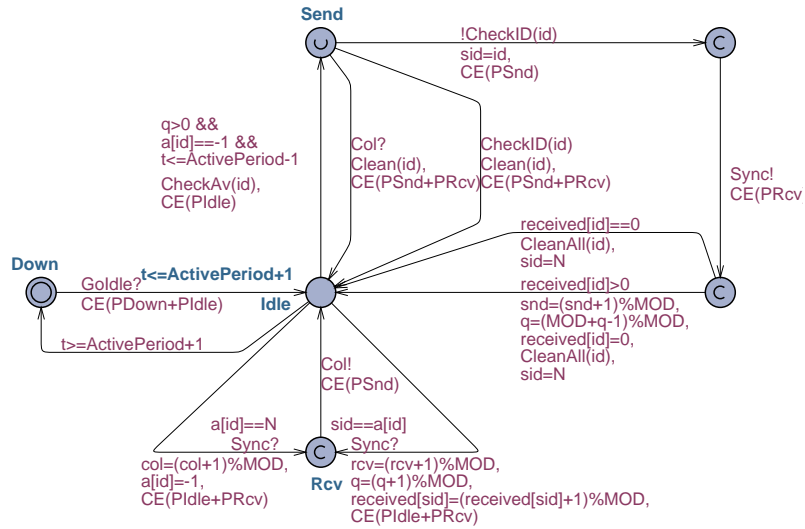 Send
!CheckID(id)
sid=id,
CE(PSnd)
q>0 &&
a[id]==-1 &&
t<=ActivePeriod-1
CheckAv(id),
CE(PIdle)
Col?
Clean(id),
CE(PSnd+PRcv)
CheckID(id)
Clean(id),
CE(PSnd+PRcv)
Sync!
CE(PRcv
received[id]==0
CleanAll(id),
sid=N
Down
GoIdle?
CE(PDown+PIdle)
t<=ActivePeriod+1
Idle
received[id]>0
snd=(snd+1)%MOD,
q=(MOD+q-1)%MOD,
received[id]=0,
CleanAll(id),
sid=N
t>=ActivePeriod+1
Col!
CE(PSnd)
a[id]==N
Sync?
col=(col+1)%MOD,
a[id]=-1,
CE(PIdle+PRcv)
sid==a[id]
Sync?
rcv=(rcv+1)%MOD,
q=(q+1)%MOD,
received[sid]=(received[sid]+1)%MOD,
CE(PIdle+PRcv)
Rcv